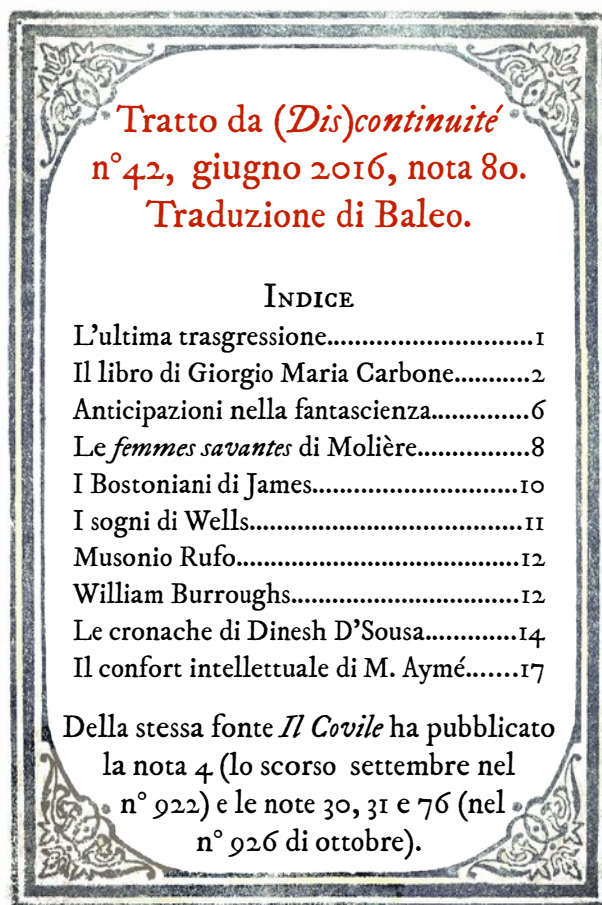 Tratto da (Dis)continuité
n°42, giugno 2016, nota 80.
Traduzione di Baleo.
Indice
L'ultima trasgressione..............................1
Il libro di Giorgio Maria Carbone...........2
Anticipazioni nella fantascienza..............6
Le femmes savantes di Molière................8
I Bostoniani di James..............................10
I sogni di Wells........................................11
Musonio Rufo.........................................12
William Burroughs.................................12
Le cronache di Dinesh D'Sousa.............14
Il confort intellettuale di M. Aymé.......17
Della stessa fonte Il Covile ha pubblicato
la nota 4 (lo scorso settembre nel
n° 922) e le note 30, 31 e 76 (nel
n° 926 di ottobre).